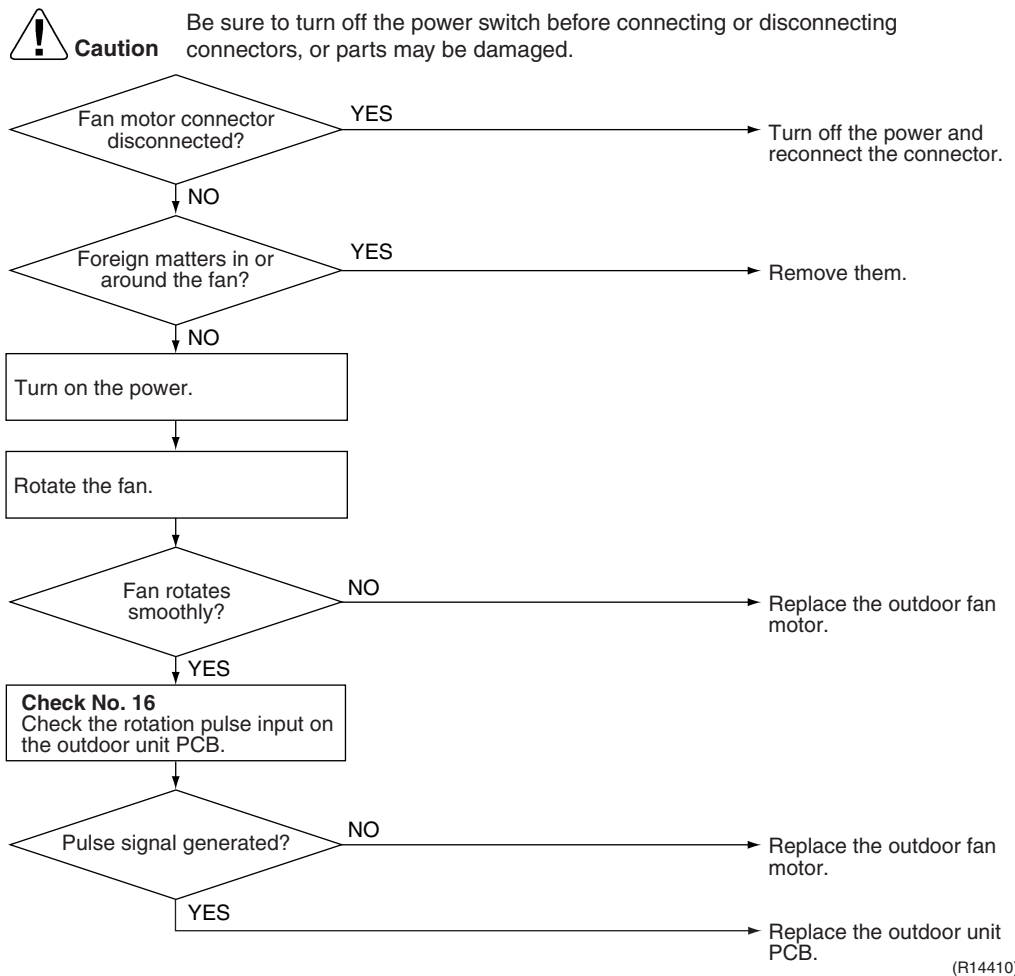 Be sure to turn off the power switch before connecting or disconnecting
Caution connectors, or parts may be damaged.
Fan motor connector
disconnected?
YES
Turn off the power and
reconnect the connector.
NO
Foreign matters in or
around the fan?
YES
Remove them.
NO
Turn on the power.
Rotate the fan.
Fan rotates
smoothly?
NO
Replace the outdoor fan
motor.
YES
Check No. 16
Check the rotation pulse input on
the outdoor unit PCB.
Pulse signal generated?
NO
Replace the outdoor fan
motor.
YES
Replace the outdoor unit
PCB.
(R14410)